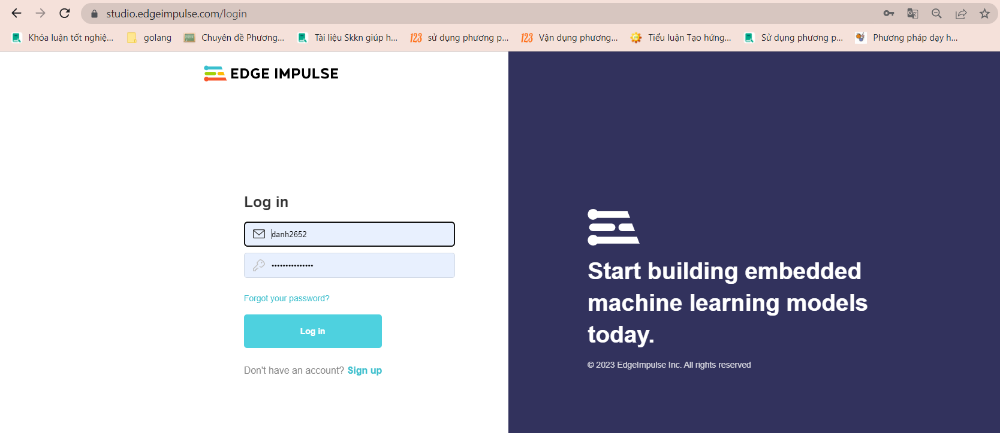 studio.edgeimpulse.com/login
Khóa luận tốt nghiệ...
golang
Chuyên đề Phương...
Tài liệu Skkn giúp h...
123 sử dụng phương p...
123 Vận dụng phương...
Tiểu luận Tạo hứng...
Sử dụng phương p...
Phương pháp dạy h...
EDGE IMPULSE
Log in
danh2652
Forgot your password?
Log in
Don't have an account? Sign up
Start building embedded
machine learning models
today.
© 2023 EdgeImpulse Inc. All rights reserved